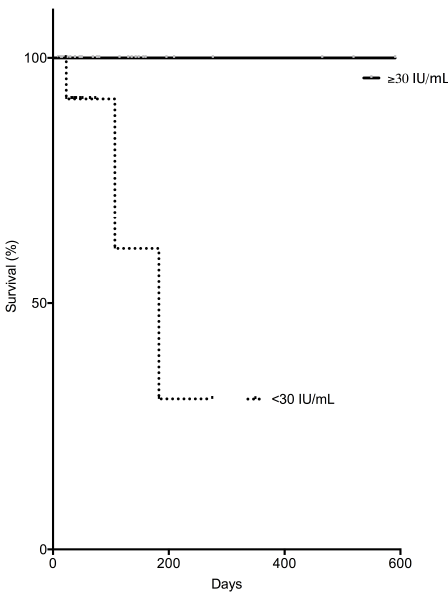 100
≥30 IU/mL
Survival (%)
50
<30 IU/mL
0
0 200 400 600
Days